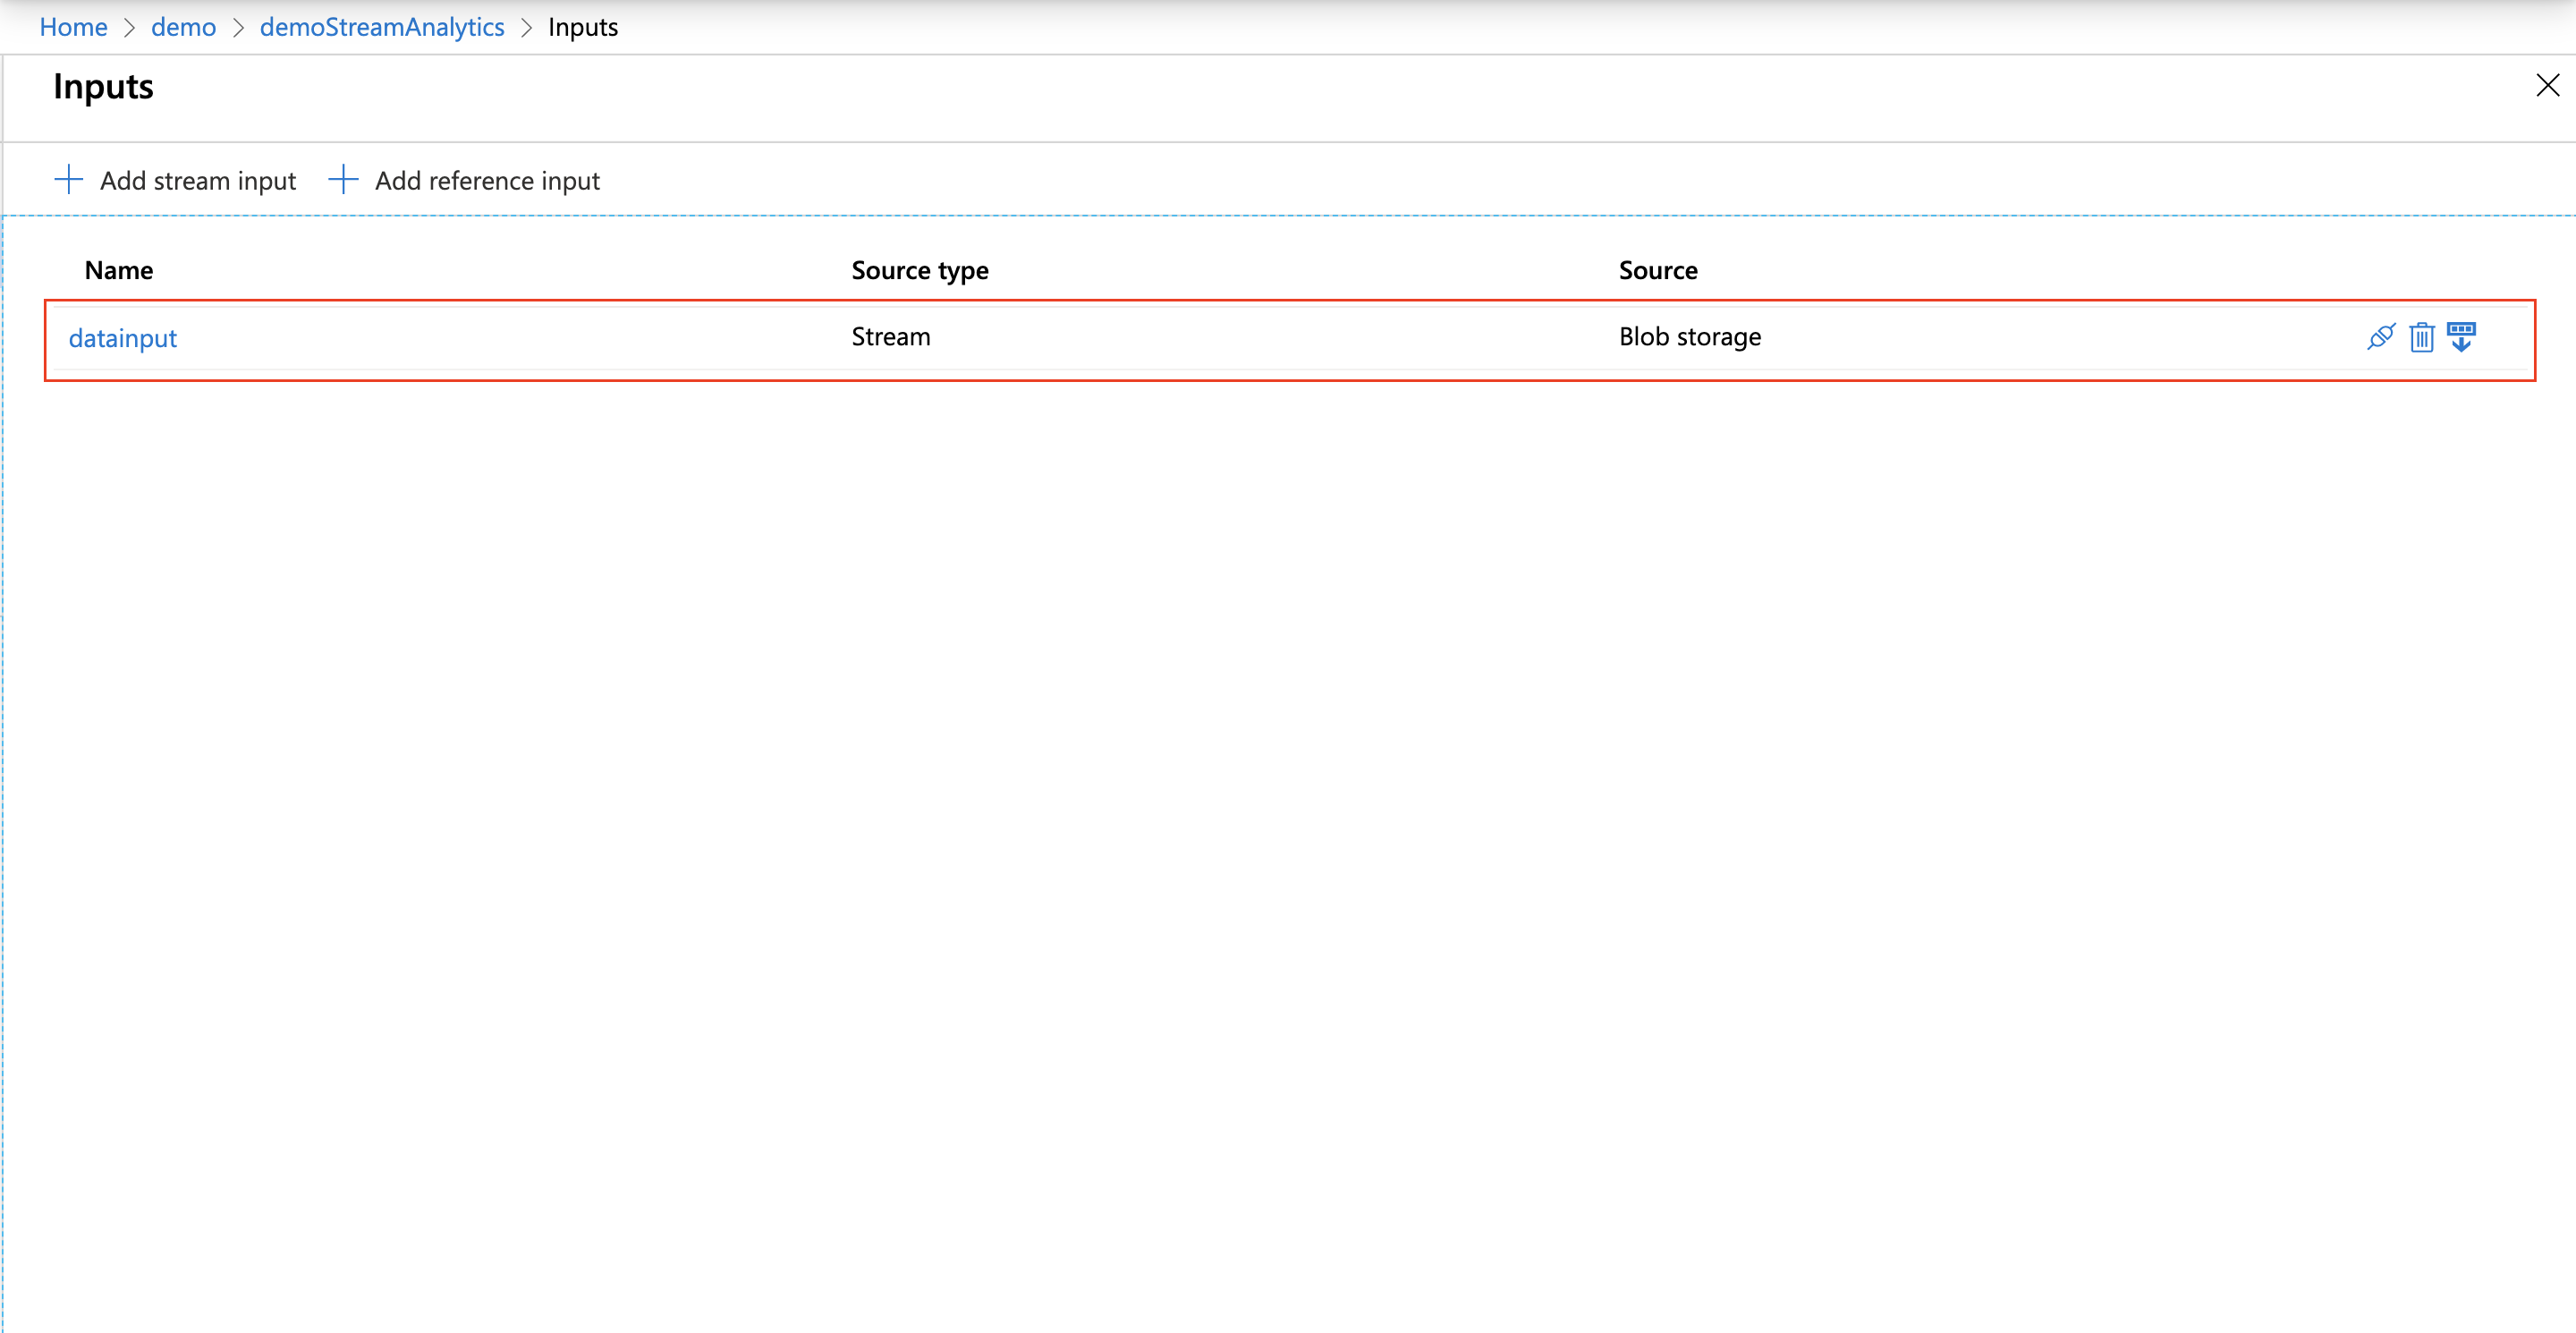 Home > demo > demoStreamAnalytics > Inputs
Inputs
Add stream input Add reference input
Name Source type Source
datainput Stream Blob storage